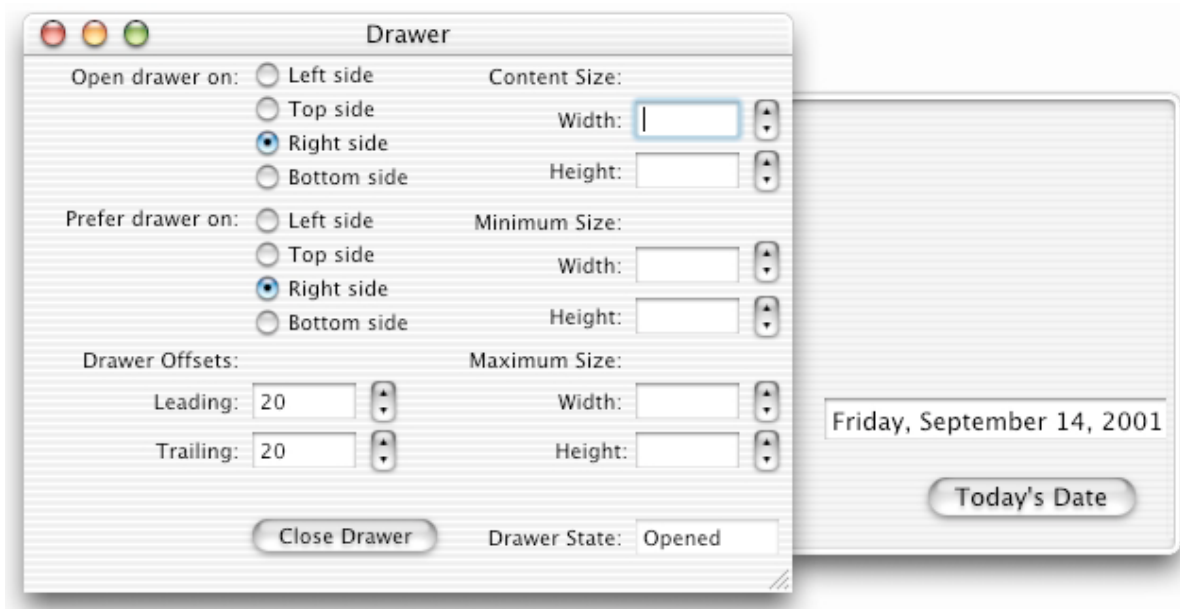 Drawer
Open drawer on:
Left side
Top side
Right side
Bottom side
Prefer drawer on:
Left side
Top side
Right side
Bottom side
Drawer Offsets:
Leading: 20
Trailing: 20
Close Drawer
Content Size:
Width:
Height:
Minimum Size:
Width:
Height:
Maximum Size:
Width:
Height:
Drawer State: Opened
Friday, September 14, 2001
Today's Date